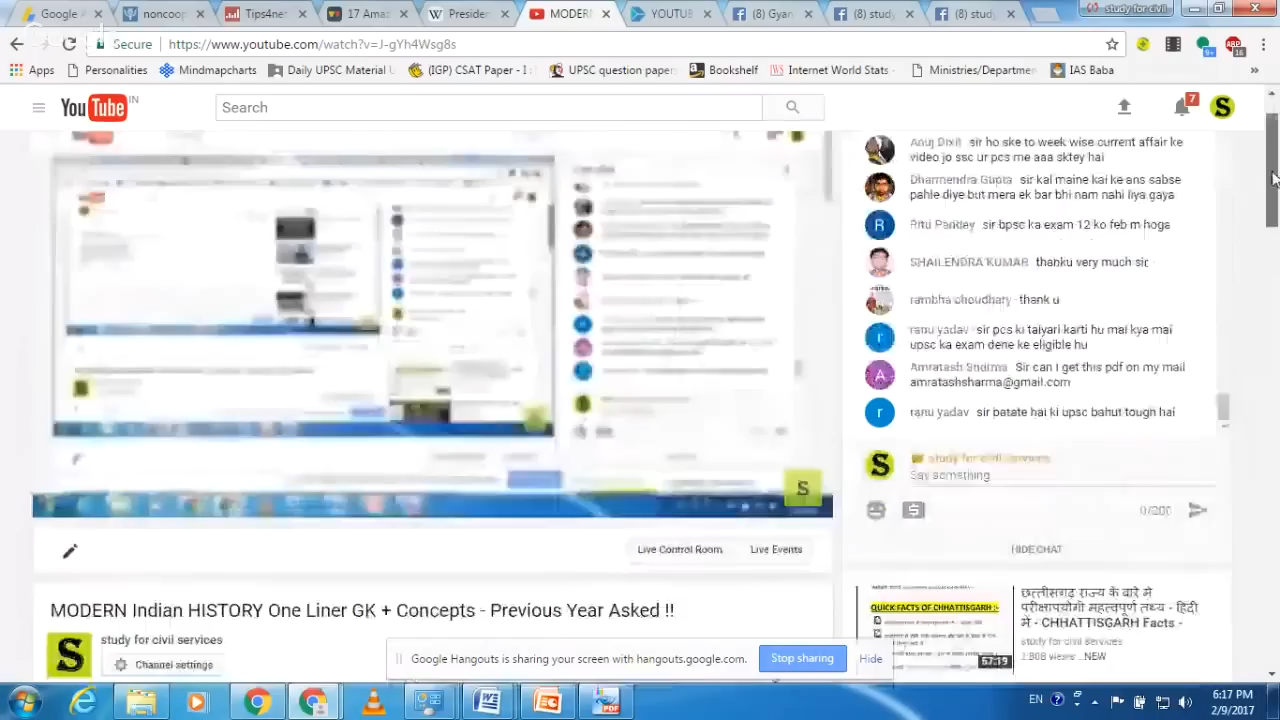 Google A
noncoop
Tips4ner
17 Amaz
Presiden
MODERN
YOUTUB
(8) Gyan
(8) study
(8) study
study for civil
Secure
https://www.youtube.com/watch?v=J-gYh4Wsg8s
9+
16
Apps
Personalities
Mindmapcharts
Daily UPSC Material U
(IGP) CSAT Paper - I S
UPSC question papers
Bookshelf
Internet World Stats -
Ministries/Departmen
IAS Baba
»
YouTube IN
Search
7
S
Anuj Dixit sir ho ske to week wise current affair ke
video jo ssc ur pcs me aaa sktey hai
Dharmendra Gupta sir kal maine kai ke ans sabse
pahle diye but mera ek bar bhi nam nahi liya gaya
R
Ritu Pandey sir bpsc ka exam 12 ko feb m hoga
SHAILENDRA KUMAR thanku very much sir
rambha choudhary thank u
r
ranu yadav sir pcs ki taiyari karti hu mai kya mai
upsc ka exam dene ke eligible hu
A
Amratash Sharma Sir can I get this pdf on my mail
amratashsharma@gmail.com
r
ranu yadav sir patate hai ki upsc bahut tough hai
S
study for civil services
Say something
S
0/200
HIDE CHAT
Live Control Room
Live Events
MODERN Indian HISTORY One Liner GK + Concepts - Previous Year Asked !!
S
study for civil services
Channel settings
QUICK FACTS OF CHHATTISGARH :-
57:19
छत्तीसगढ़ राज्य के बारे में
परीक्षापयोगी महत्वपूर्ण तथ्य - हिंदी
में - CHHATTISGARH Facts -
study for civil services
NEW
Google Chrome is sharing your screen with hangouts.google.com.
Stop sharing
Hide
EN
6:17 PM
2/9/2017